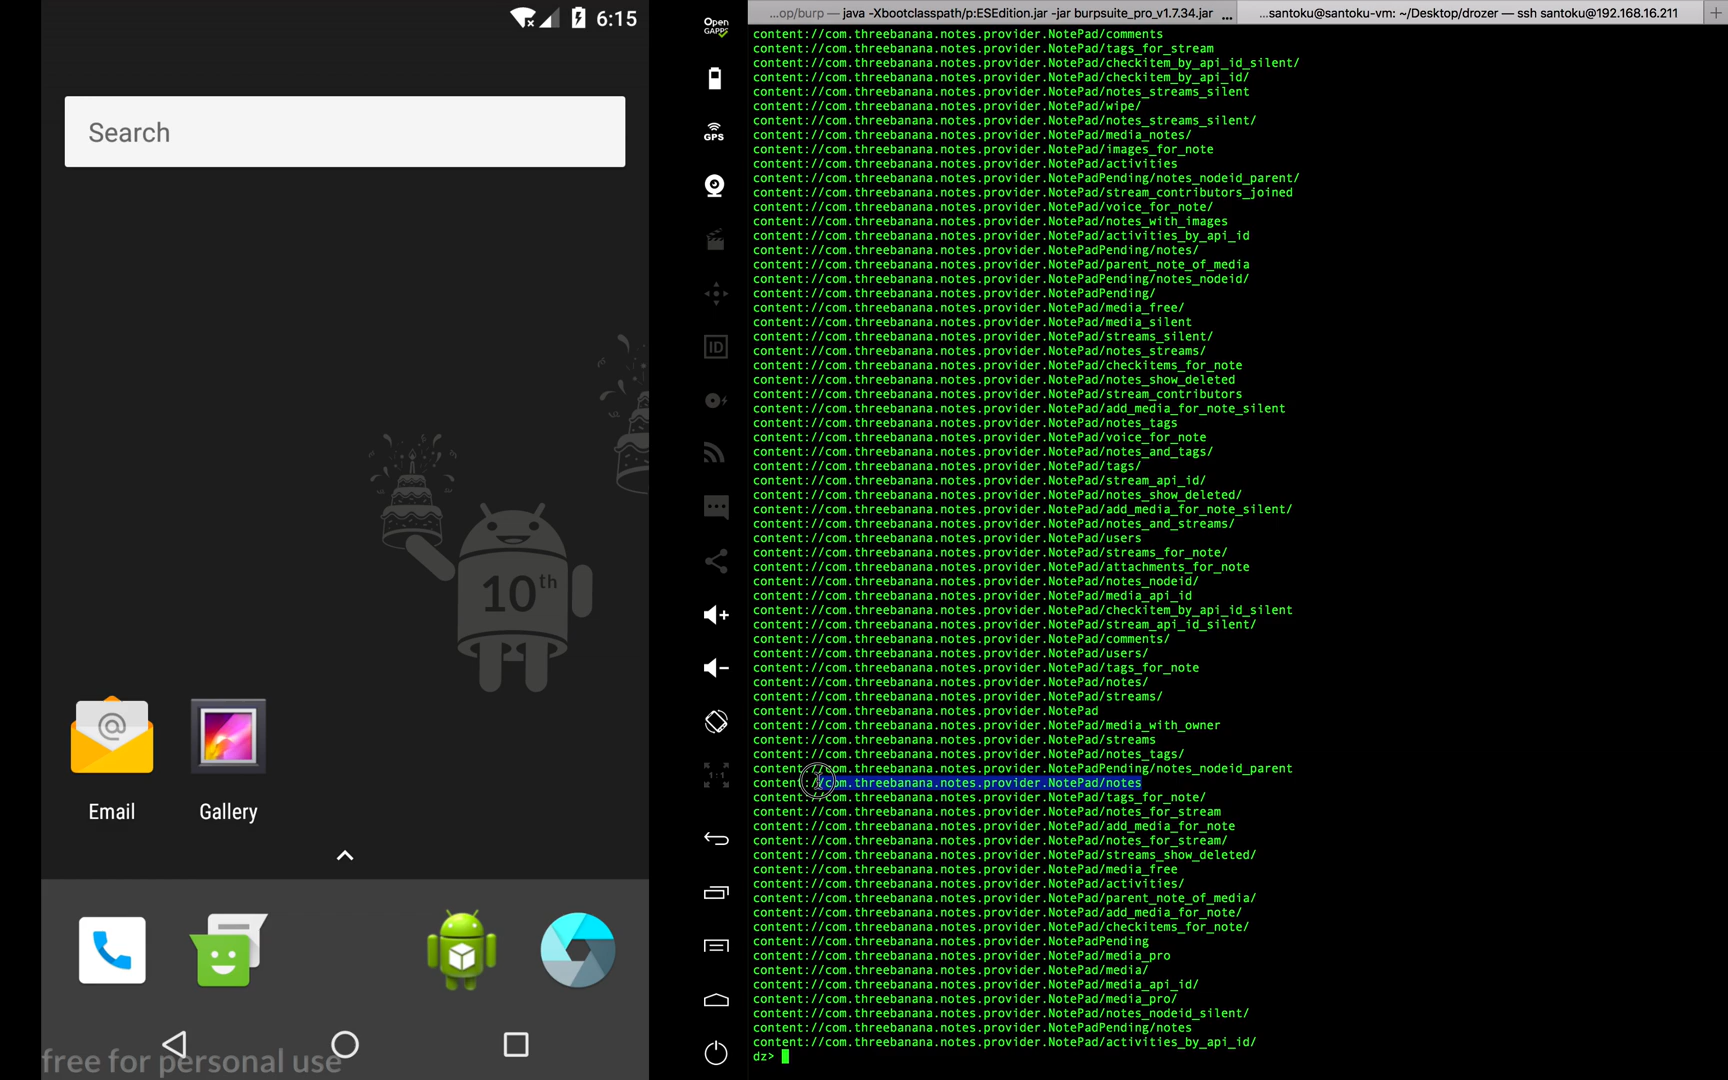 6:15
Search
10th
Email
Gallery
free for personal use
Open
GAPPS
GPS
ID
1:1
...op/burp — java -Xbootclasspath/p:ESEdition.jar -jar burpsuite_pro_v1.7.34.jar ...
...santoku@santoku-vm: ~/Desktop/drozer — ssh santoku@192.168.16.211
content://com.threebanana.notes.provider.NotePad/comments
content://com.threebanana.notes.provider.NotePad/tags_for_stream
content://com.threebanana.notes.provider.NotePad/checkitem_by_api_id_silent/
content://com.threebanana.notes.provider.NotePad/checkitem_by_api_id/
content://com.threebanana.notes.provider.NotePad/notes_streams_silent
content://com.threebanana.notes.provider.NotePad/wipe/
content://com.threebanana.notes.provider.NotePad/notes_streams_silent/
content://com.threebanana.notes.provider.NotePad/media_notes/
content://com.threebanana.notes.provider.NotePad/images_for_note
content://com.threebanana.notes.provider.NotePad/activities
content://com.threebanana.notes.provider.NotePadPending/notes_nodeid_parent/
content://com.threebanana.notes.provider.NotePad/stream_contributors_joined
content://com.threebanana.notes.provider.NotePad/voice_for_note/
content://com.threebanana.notes.provider.NotePad/notes_with_images
content://com.threebanana.notes.provider.NotePad/activities_by_api_id
content://com.threebanana.notes.provider.NotePadPending/notes/
content://com.threebanana.notes.provider.NotePad/parent_note_of_media
content://com.threebanana.notes.provider.NotePadPending/notes_nodeid/
content://com.threebanana.notes.provider.NotePadPending/
content://com.threebanana.notes.provider.NotePad/media_free/
content://com.threebanana.notes.provider.NotePad/media_silent
content://com.threebanana.notes.provider.NotePad/streams_silent/
content://com.threebanana.notes.provider.NotePad/notes_streams/
content://com.threebanana.notes.provider.NotePad/checkitems_for_note
content://com.threebanana.notes.provider.NotePad/notes_show_deleted
content://com.threebanana.notes.provider.NotePad/stream_contributors
content://com.threebanana.notes.provider.NotePad/add_media_for_note_silent
content://com.threebanana.notes.provider.NotePad/notes_tags
content://com.threebanana.notes.provider.NotePad/voice_for_note
content://com.threebanana.notes.provider.NotePad/notes_and_tags/
content://com.threebanana.notes.provider.NotePad/tags/
content://com.threebanana.notes.provider.NotePad/stream_api_id/
content://com.threebanana.notes.provider.NotePad/notes_show_deleted/
content://com.threebanana.notes.provider.NotePad/add_media_for_note_silent/
content://com.threebanana.notes.provider.NotePad/notes_and_streams/
content://com.threebanana.notes.provider.NotePad/users
content://com.threebanana.notes.provider.NotePad/streams_for_note/
content://com.threebanana.notes.provider.NotePad/attachments_for_note
content://com.threebanana.notes.provider.NotePad/notes_nodeid/
content://com.threebanana.notes.provider.NotePad/media_api_id
content://com.threebanana.notes.provider.NotePad/checkitem_by_api_id_silent
content://com.threebanana.notes.provider.NotePad/stream_api_id_silent/
content://com.threebanana.notes.provider.NotePad/comments/
content://com.threebanana.notes.provider.NotePad/users/
content://com.threebanana.notes.provider.NotePad/tags_for_note
content://com.threebanana.notes.provider.NotePad/notes/
content://com.threebanana.notes.provider.NotePad/streams/
content://com.threebanana.notes.provider.NotePad
content://com.threebanana.notes.provider.NotePad/media_with_owner
content://com.threebanana.notes.provider.NotePad/streams
content://com.threebanana.notes.provider.NotePad/notes_tags/
content://com.threebanana.notes.provider.NotePadPending/notes_nodeid_parent
content://com.threebanana.notes.provider.NotePad/notes
content://com.threebanana.notes.provider.NotePad/tags_for_note/
content://com.threebanana.notes.provider.NotePad/notes_for_stream
content://com.threebanana.notes.provider.NotePad/add_media_for_note
content://com.threebanana.notes.provider.NotePad/notes_for_stream/
content://com.threebanana.notes.provider.NotePad/streams_show_deleted/
content://com.threebanana.notes.provider.NotePad/media_free
content://com.threebanana.notes.provider.NotePad/activities/
content://com.threebanana.notes.provider.NotePad/parent_note_of_media/
content://com.threebanana.notes.provider.NotePad/add_media_for_note/
content://com.threebanana.notes.provider.NotePad/checkitems_for_note/
content://com.threebanana.notes.provider.NotePadPending
content://com.threebanana.notes.provider.NotePad/media_pro
content://com.threebanana.notes.provider.NotePad/media/
content://com.threebanana.notes.provider.NotePad/media_api_id/
content://com.threebanana.notes.provider.NotePad/media_pro/
content://com.threebanana.notes.provider.NotePad/notes_nodeid_silent/
content://com.threebanana.notes.provider.NotePadPending/notes
content://com.threebanana.notes.provider.NotePad/activities_by_api_id/
dz>